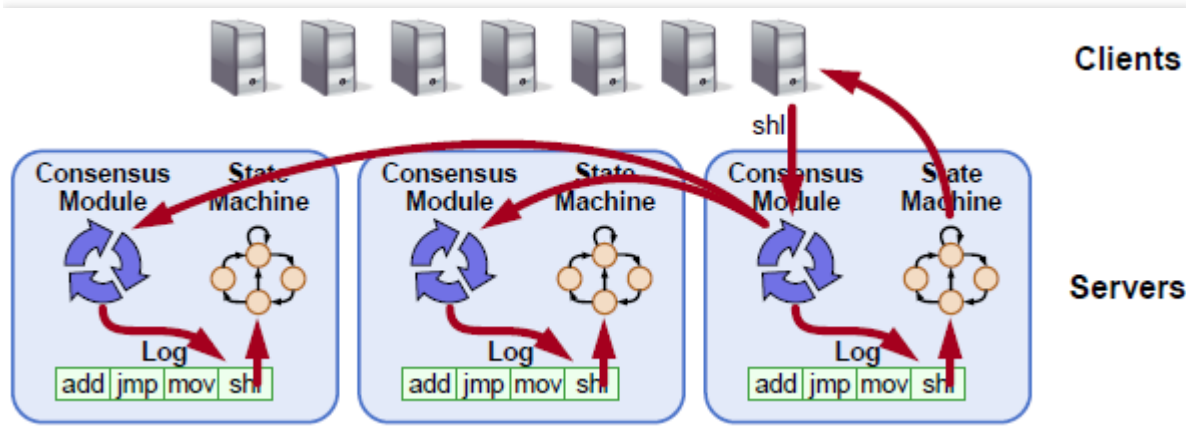 Clients
shl
Consensus Module
State Machine
Consensus Module
State Machine
Consensus Module
State Machine
Servers
Log
add jmp mov shl
Log
add jmp mov shl
Log
add jmp mov shl